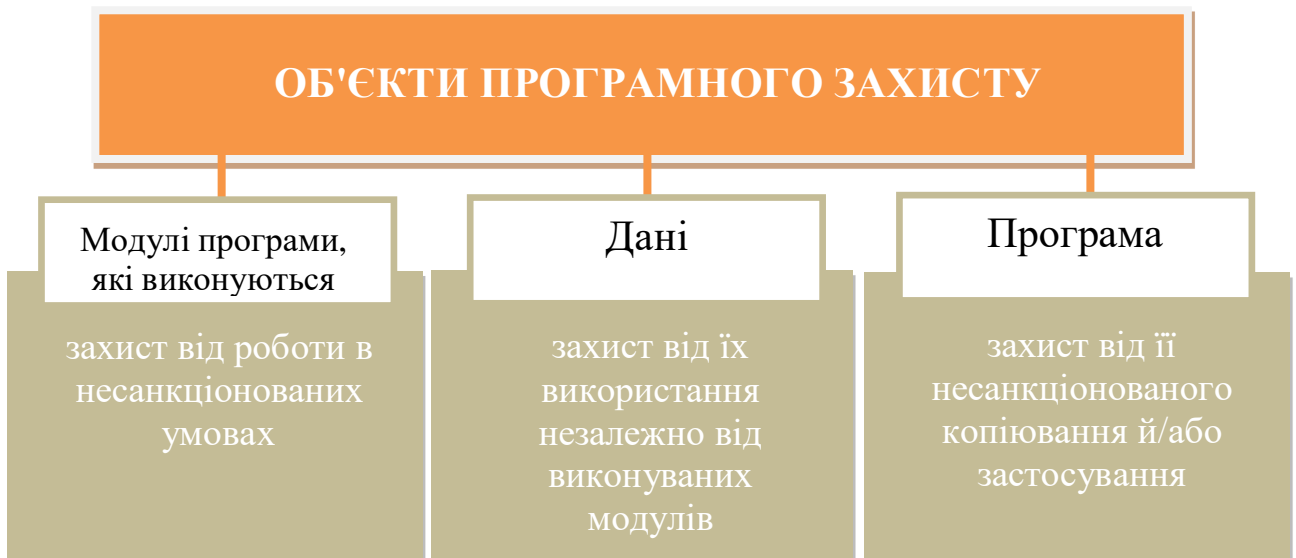 ОБ'ЄКТИ ПРОГРАМНОГО ЗАХИСТУ
Модулі програми,
які виконуються
захист від роботи в
несанкціонованих
умовах
Дані
захист від їх
використання
незалежно від
виконуваних
модулів
Програма
захист від її
несанкціонованого
копіювання й/або
застосування